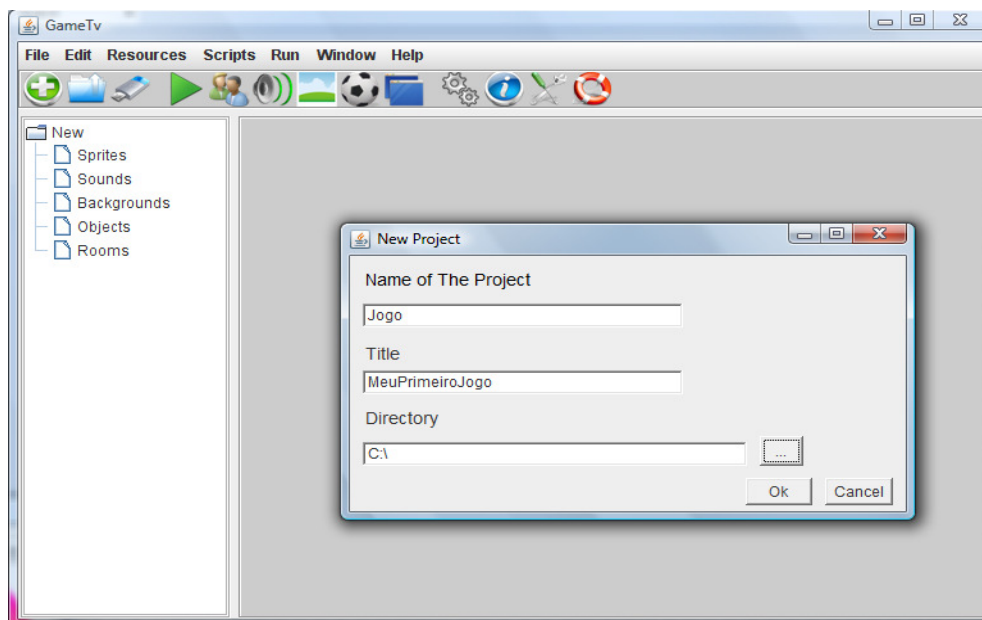 GameTv
File Edit Resources Scripts Run Window Help
New
Sprites
Sounds
Backgrounds
Objects
Rooms
New Project
Name of The Project
Jogo
Title
MeuPrimeiroJogo
Directory
C:\
...
Ok Cancel